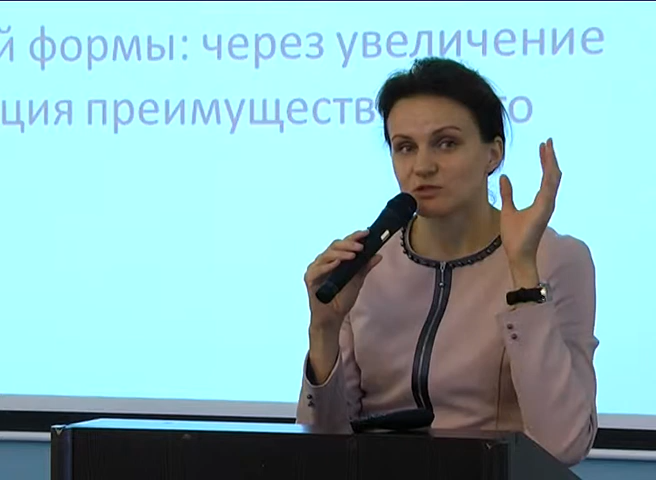 й формы: через увеличение
ция преимуществ